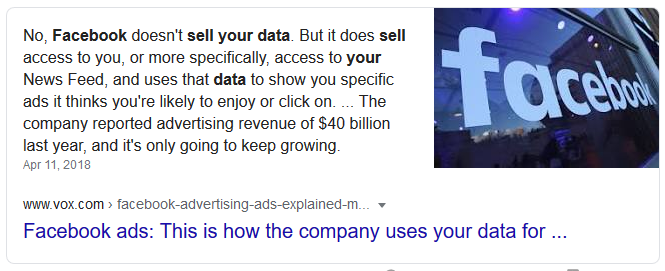 No, Facebook doesn't sell your data. But it does sell
access to you, or more specifically, access to your
News Feed, and uses that data to show you specific
ads it thinks you're likely to enjoy or click on. ... The
company reported advertising revenue of $40 billion
last year, and it's only going to keep growing.
Apr 11, 2018
facebook
www.vox.com › facebook-advertising-ads-explained-m...
Facebook ads: This is how the company uses your data for ...